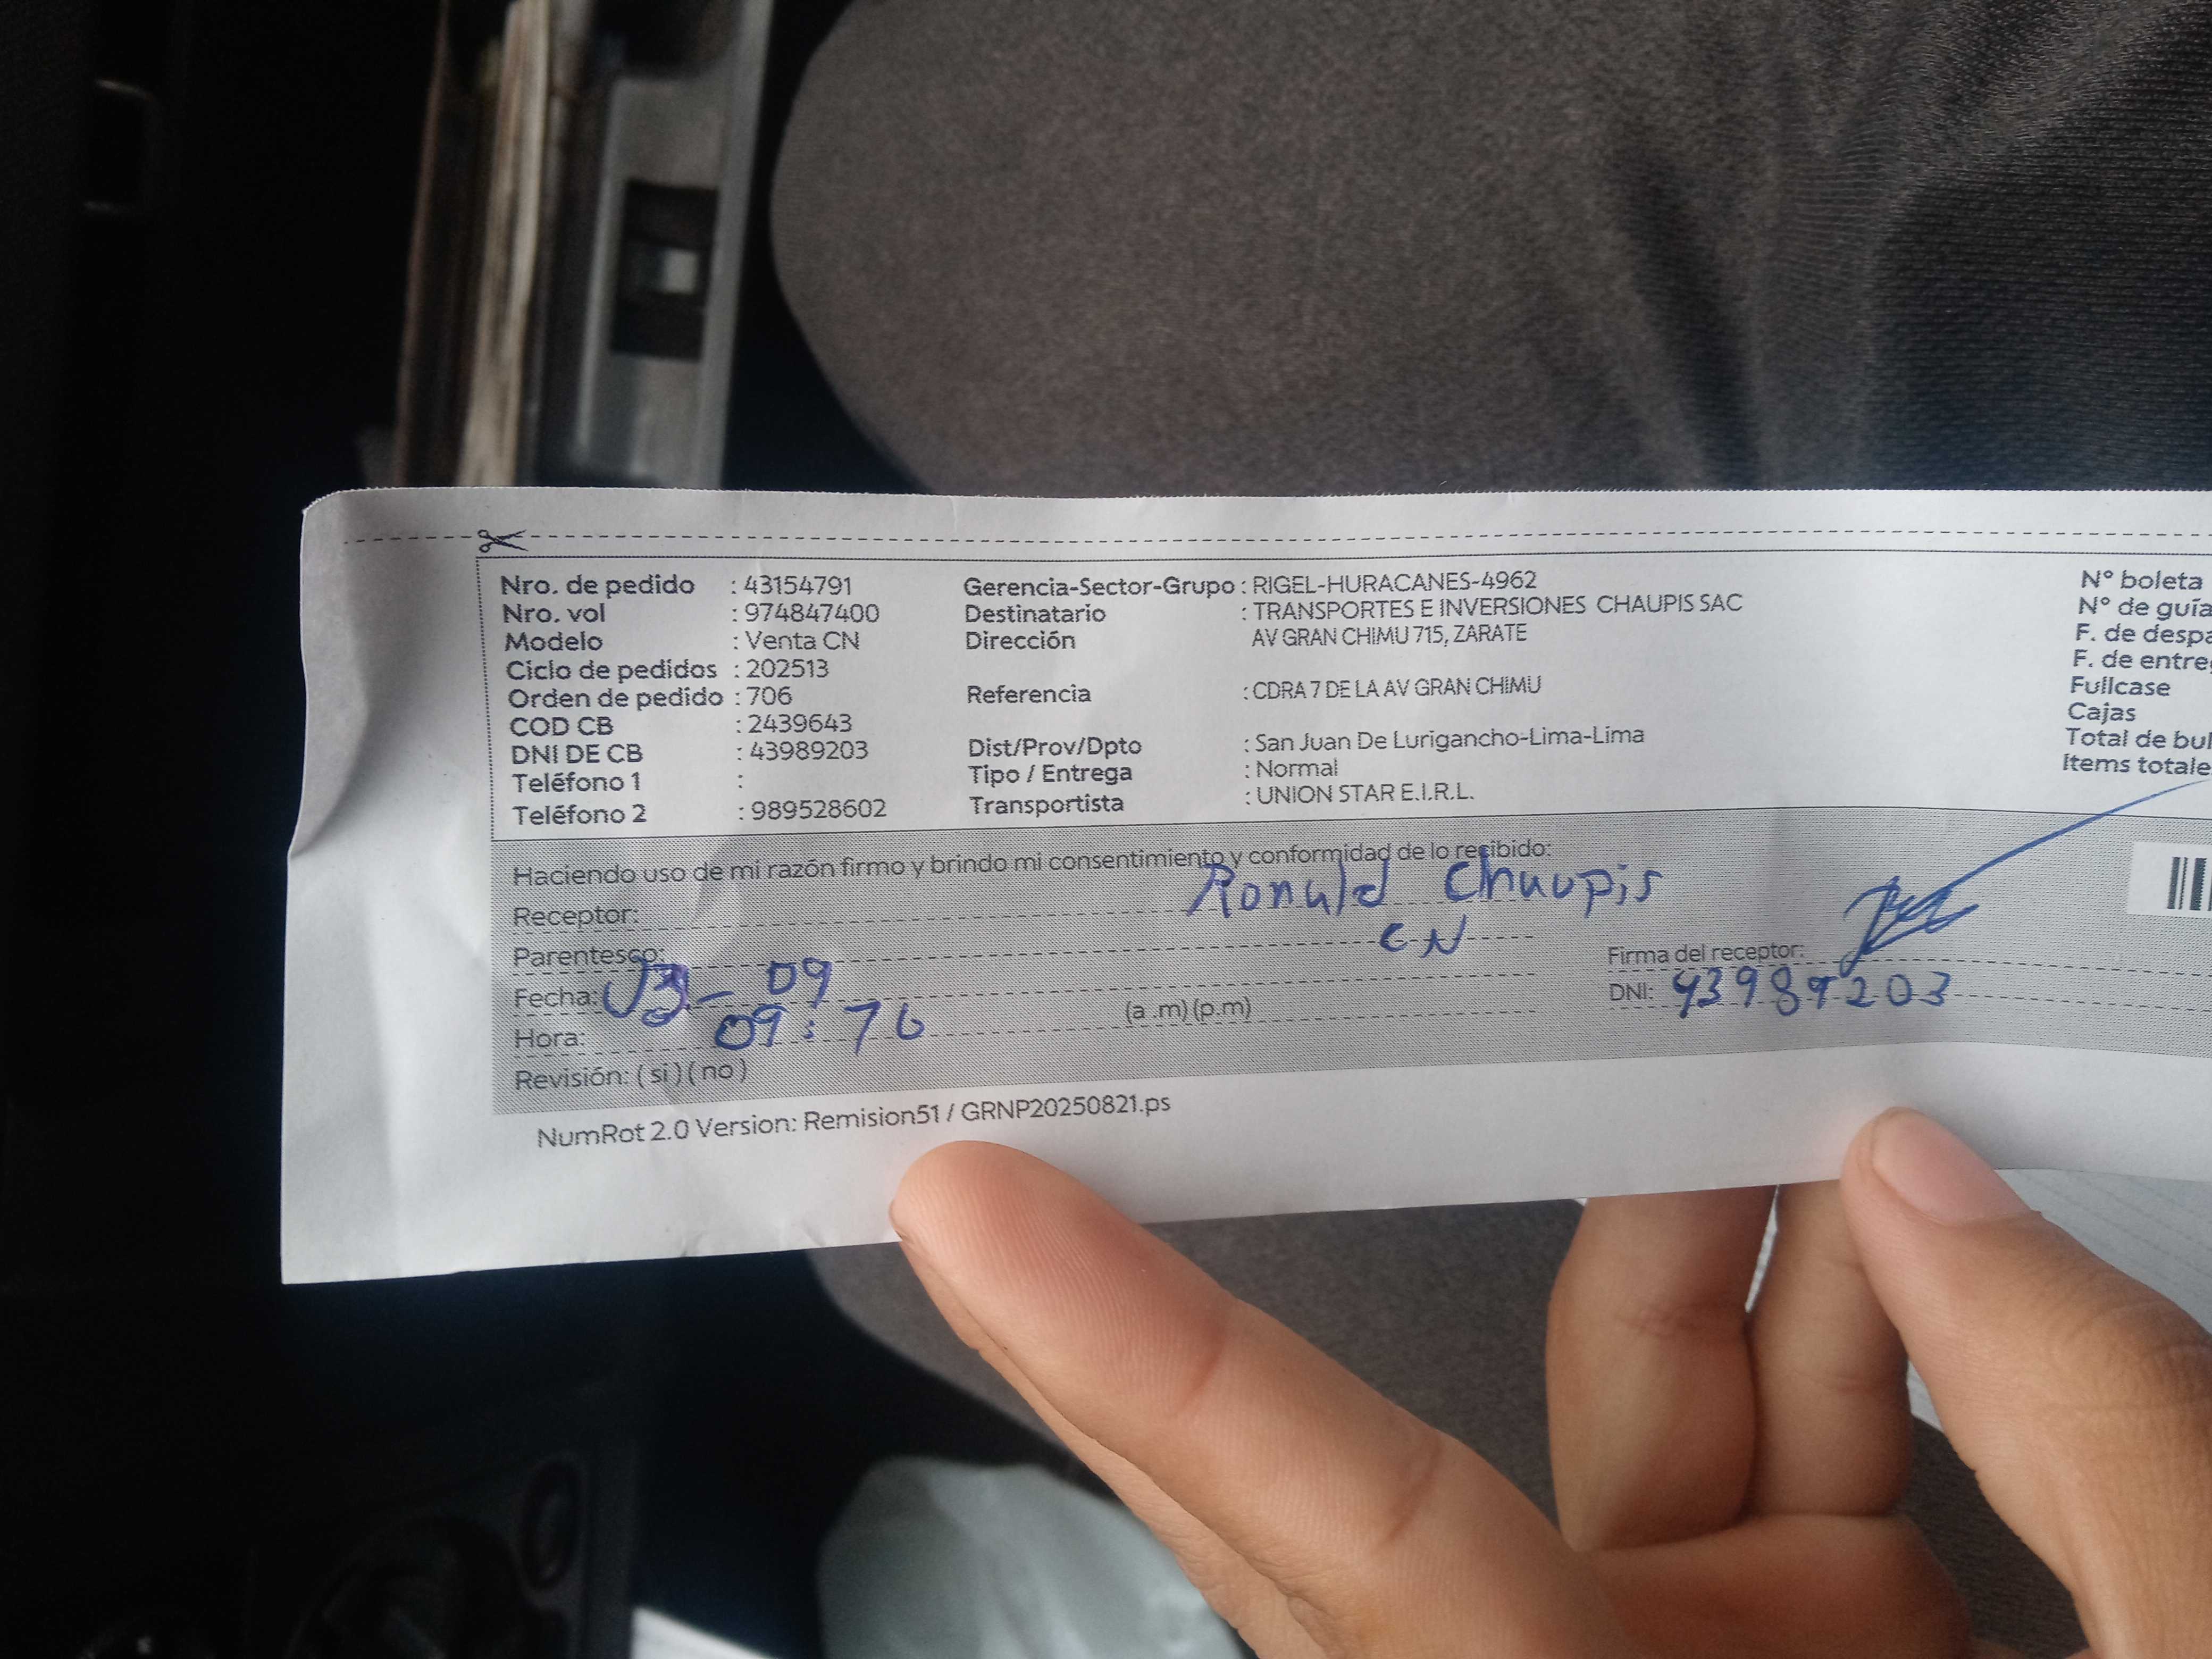 Nro. de pedido : 43154791 Gerencia-Sector-Grupo : RIGEL-HURACANES-4962 N° boleta
Nro. vol : 974847400 Destinatario : TRANSPORTES E INVERSIONES CHAUPIS SAC N° de guía
Modelo : Venta CN Dirección AV GRAN CHIMU 715, ZARATE F. de despa
Ciclo de pedidos : 202513 F. de entreg
Orden de pedido : 706 Referencia : CDRA 7 DE LA AV GRAN CHIMU Fullcase
COD CB : 2439643 Cajas
DNI DE CB : 43989203 Dist/Prov/Dpto : San Juan De Lurigancho-Lima-Lima Total de bul
Teléfono 1 : Tipo / Entrega : Normal Items totale
Teléfono 2 : 989528602 Transportista : UNION STAR E.I.R.L.
Haciendo uso de mi razón firmo y brindo mi consentimiento y conformidad de lo recibido:
Receptor: Ronald Chaupis
Parentesco: CN Firma del receptor:
Fecha: 03 - 09 DNI: 43989203
Hora: 09: (a .m) (p.m)
Revisión: ( si ) ( no )
NumRot 2.0 Version: Remision51 / GRNP20250821.ps